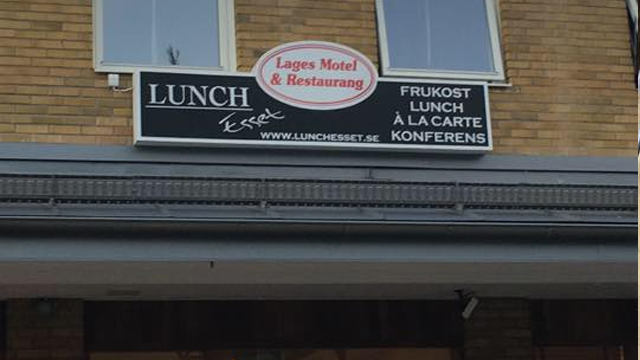 Lages Motel
& Restaurang
LUNCH
Esset
WWW.LUNCHESSET.SE
FRUKOST
LUNCH
À LA CARTE
KONFERENS